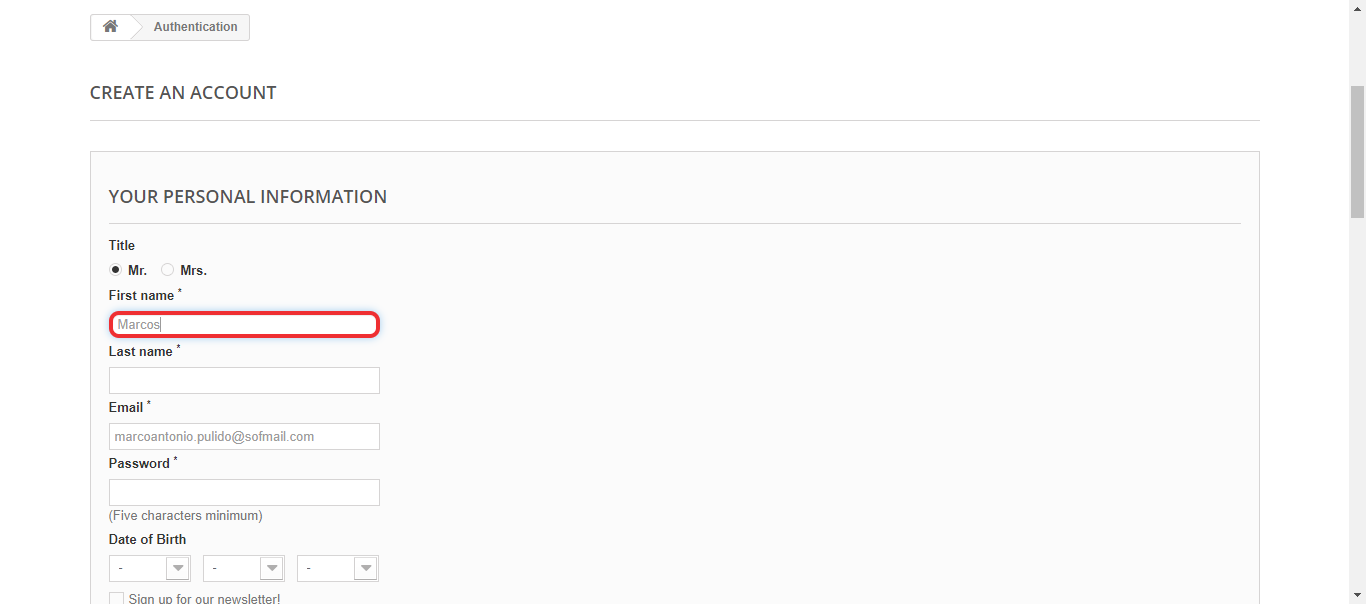 Authentication
CREATE AN ACCOUNT
YOUR PERSONAL INFORMATION
Title
Mr. Mrs.
First name *
Marcos
Last name *
Email *
marcoantonio.pulido@sofmail.com
Password *
(Five characters minimum)
Date of Birth
- - -
Sign up for our newsletter!